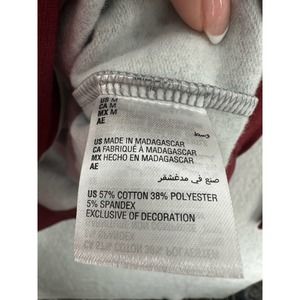 US M
CA M
MX M
AE وسط
US MADE IN MADAGASCAR
CA FABRIQUÉ À MADAGASCAR
MX HECHO EN MADAGASCAR
AE
صنع في مدغشقر
US 57% COTTON 38% POLYESTER
5% SPANDEX
EXCLUSIVE OF DECORATION